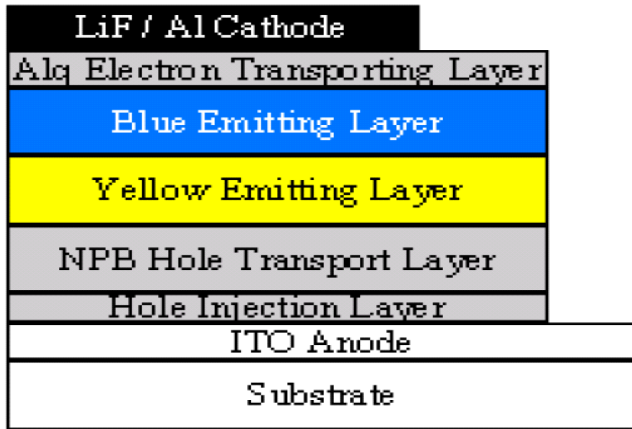 LiF / Al Cathode
Alq Electron Transporting Layer
Blue Emitting Layer
Yellow Emitting Layer
NPB Hole Transport Layer
Hole Injection Layer
ITO Anode
Substrate